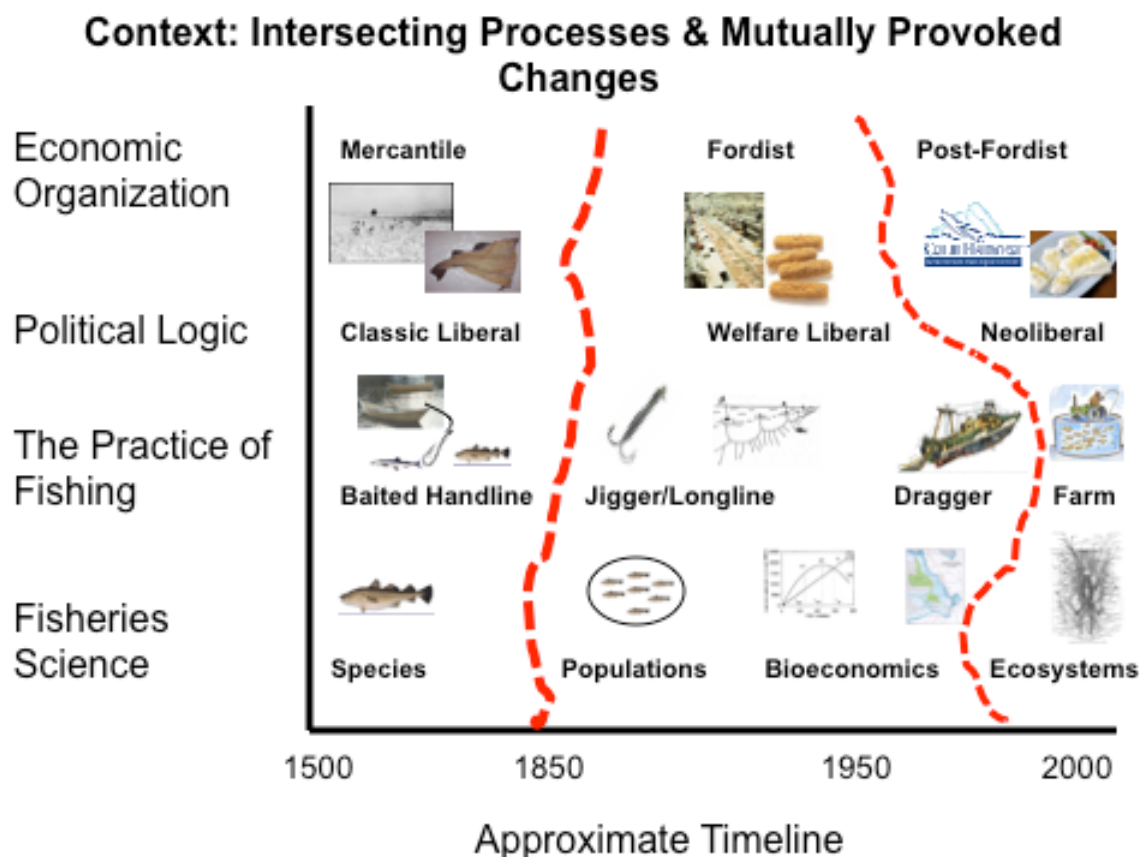 Context: Intersecting Processes & Mutually Provoked
Changes
Economic
Organization
Mercantile
Fordist
Post-Fordist
Political Logic
Classic Liberal
Welfare Liberal
Neoliberal
The Practice of
Fishing
Baited Handline
Jigger/Longline
Dragger
Farm
Fisheries
Science
Species
Populations
Bioeconomics
Ecosystems
1500
1850
1950
2000
Approximate Timeline